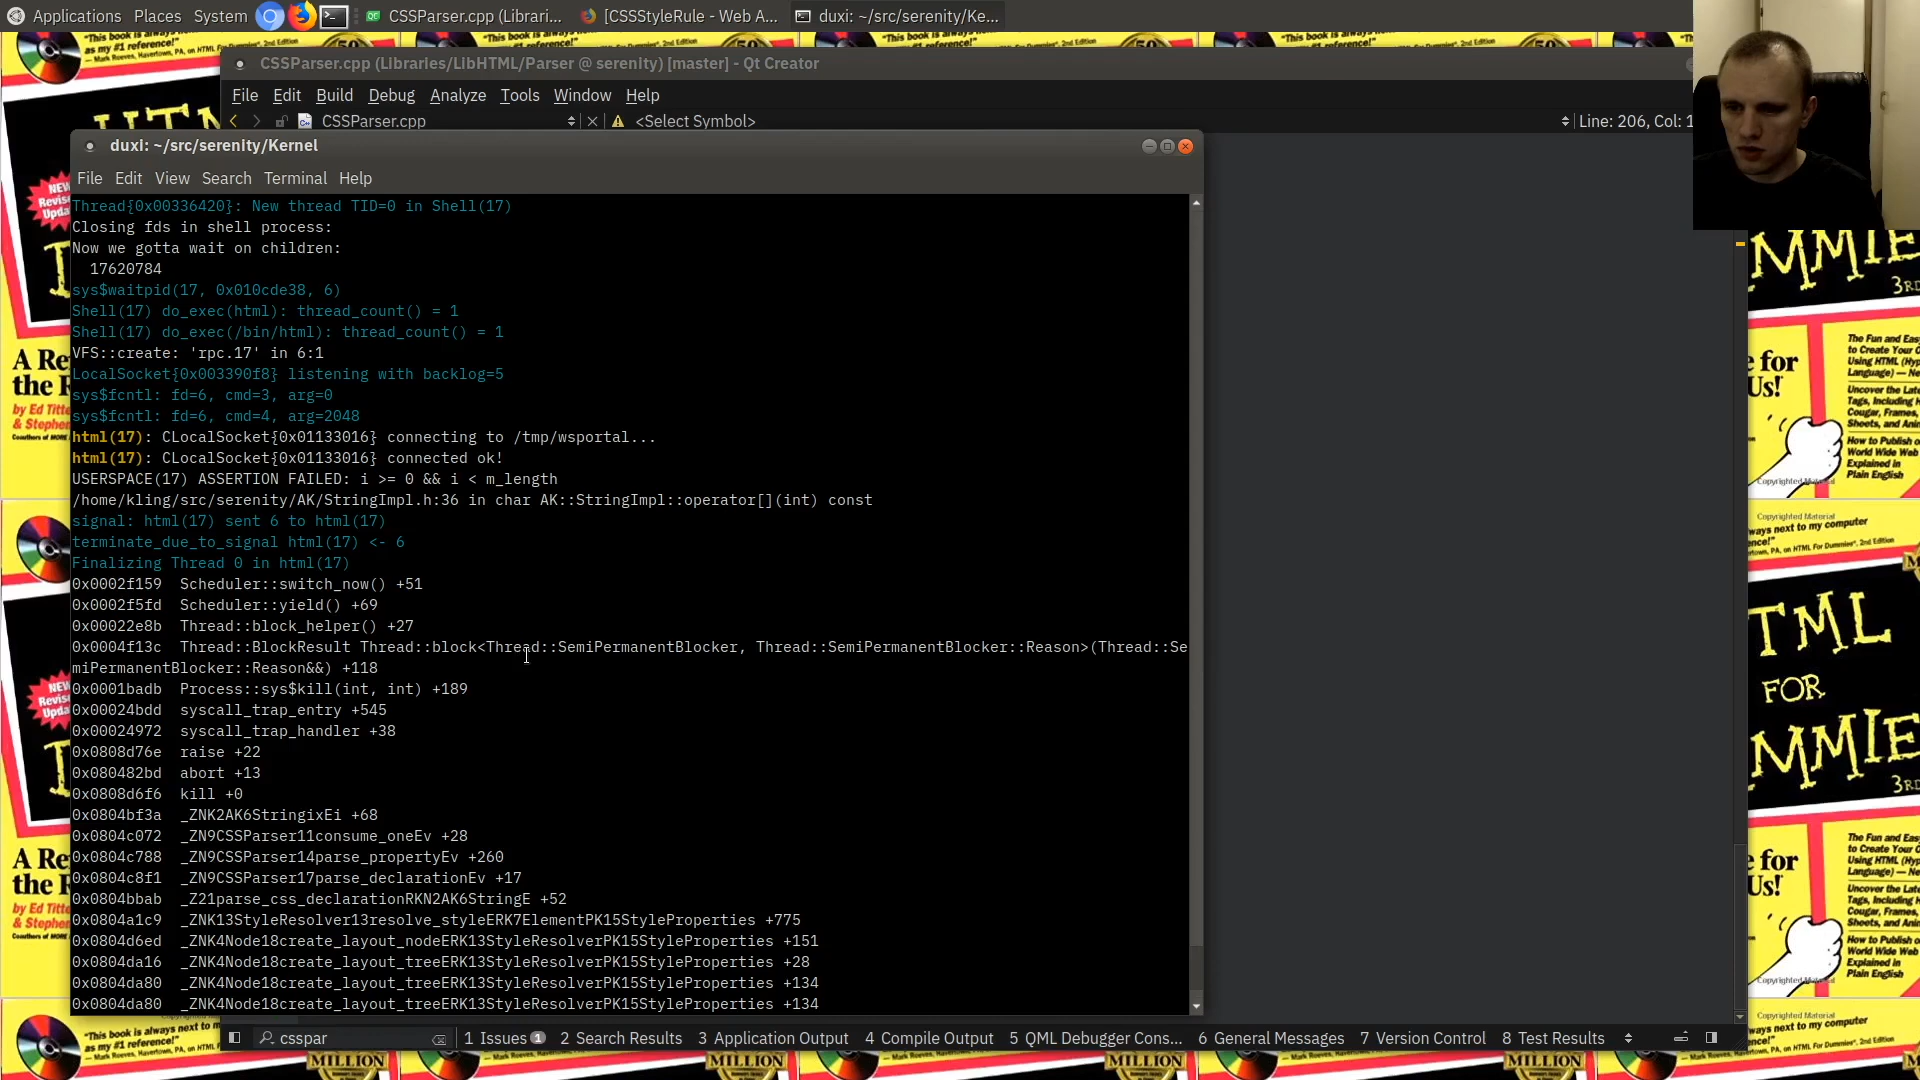 Applications Places System
CSSParser.cpp (Librari...
[CSSStyleRule - Web A...
duxi: ~/src/serenity/Ke...
CSSParser.cpp (Libraries/LibHTML/Parser @ serenity) [master] - Qt Creator
File Edit Build Debug Analyze Tools Window Help
CSSParser.cpp
<Select Symbol>
Line: 206, Col: 1
duxi: ~/src/serenity/Kernel
File Edit View Search Terminal Help
Thread{0x00336420}: New thread TID=0 in Shell(17)
Closing fds in shell process:
Now we gotta wait on children:
17620784
sys$waitpid(17, 0x010cde38, 6)
Shell(17) do_exec(html): thread_count() = 1
Shell(17) do_exec(/bin/html): thread_count() = 1
VFS::create: 'rpc.17' in 6:1
LocalSocket{0x003390f8} listening with backlog=5
sys$fcntl: fd=6, cmd=3, arg=0
sys$fcntl: fd=6, cmd=4, arg=2048
html(17): CLocalSocket{0x01133016} connecting to /tmp/wsportal...
html(17): CLocalSocket{0x01133016} connected ok!
USERSPACE(17) ASSERTION FAILED: i >= 0 && i < m_length
/home/kling/src/serenity/AK/StringImpl.h:36 in char AK::StringImpl::operator[](int) const
signal: html(17) sent 6 to html(17)
terminate_due_to_signal html(17) <- 6
Finalizing Thread 0 in html(17)
0x0002f159 Scheduler::switch_now() +51
0x0002f5fd Scheduler::yield() +69
0x00022e8b Thread::block_helper() +27
0x0004f13c Thread::BlockResult Thread::block<Thread::SemiPermanentBlocker, Thread::SemiPermanentBlocker::Reason>(Thread::Se
miPermanentBlocker::Reason&&) +118
0x0001badb Process::sys$kill(int, int) +189
0x00024bdd syscall_trap_entry +545
0x00024972 syscall_trap_handler +38
0x0808d76e raise +22
0x080482bd abort +13
0x0808d6f6 kill +0
0x0804bf3a _ZNK2AK6StringixEi +68
0x0804c072 _ZN9CSSParser11consume_oneEv +28
0x0804c788 _ZN9CSSParser14parse_propertyEv +260
0x0804c8f1 _ZN9CSSParser17parse_declarationEv +17
0x0804bbab _Z21parse_css_declarationRKN2AK6StringE +52
0x0804a1c9 _ZNK13StyleResolver13resolve_styleERK7ElementPK15StyleProperties +775
0x0804d6ed _ZNK4Node18create_layout_nodeERK13StyleResolverPK15StyleProperties +151
0x0804da16 _ZNK4Node18create_layout_treeERK13StyleResolverPK15StyleProperties +28
0x0804da80 _ZNK4Node18create_layout_treeERK13StyleResolverPK15StyleProperties +134
0x0804da80 _ZNK4Node18create_layout_treeERK13StyleResolverPK15StyleProperties +134
csspar
1 Issues 1
2 Search Results
3 Application Output
4 Compile Output
5 QML Debugger Cons...
6 General Messages
7 Version Control
8 Test Results
MILLION
FOR